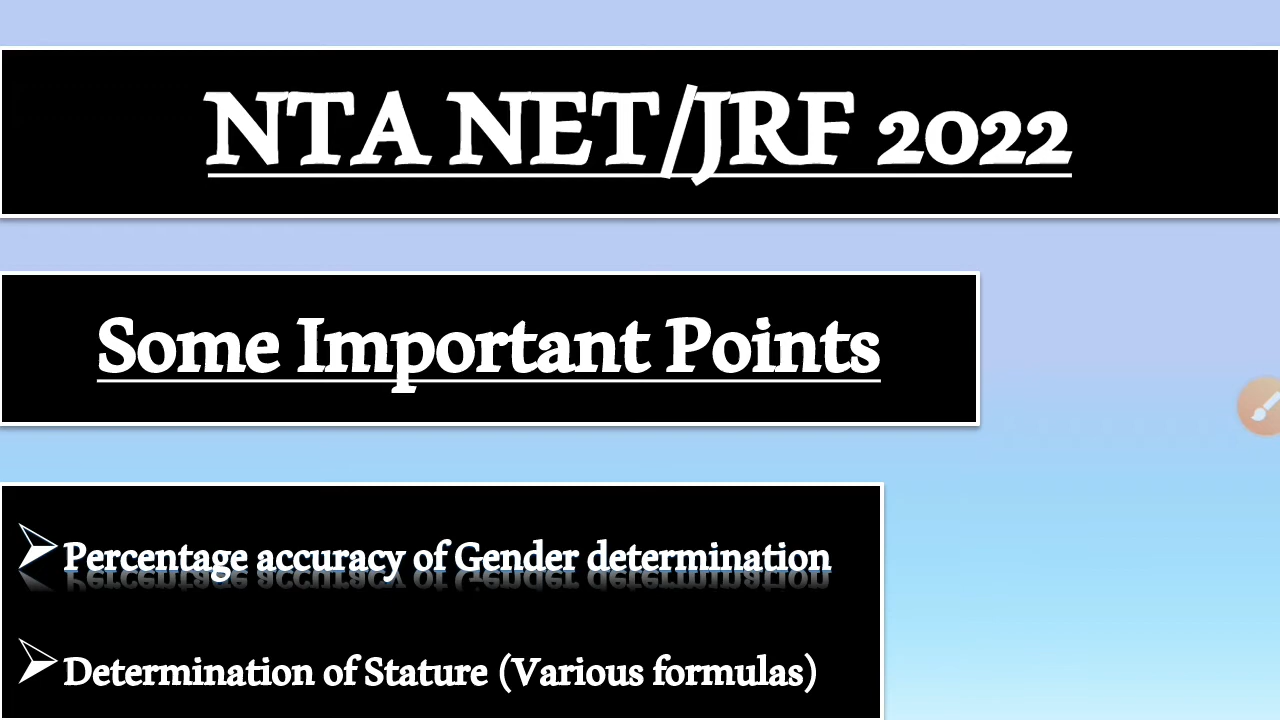 NTA NET/JRF 2022
Some Important Points
➢Percentage accuracy of Gender determination
➢Determination of Stature (Various formulas)